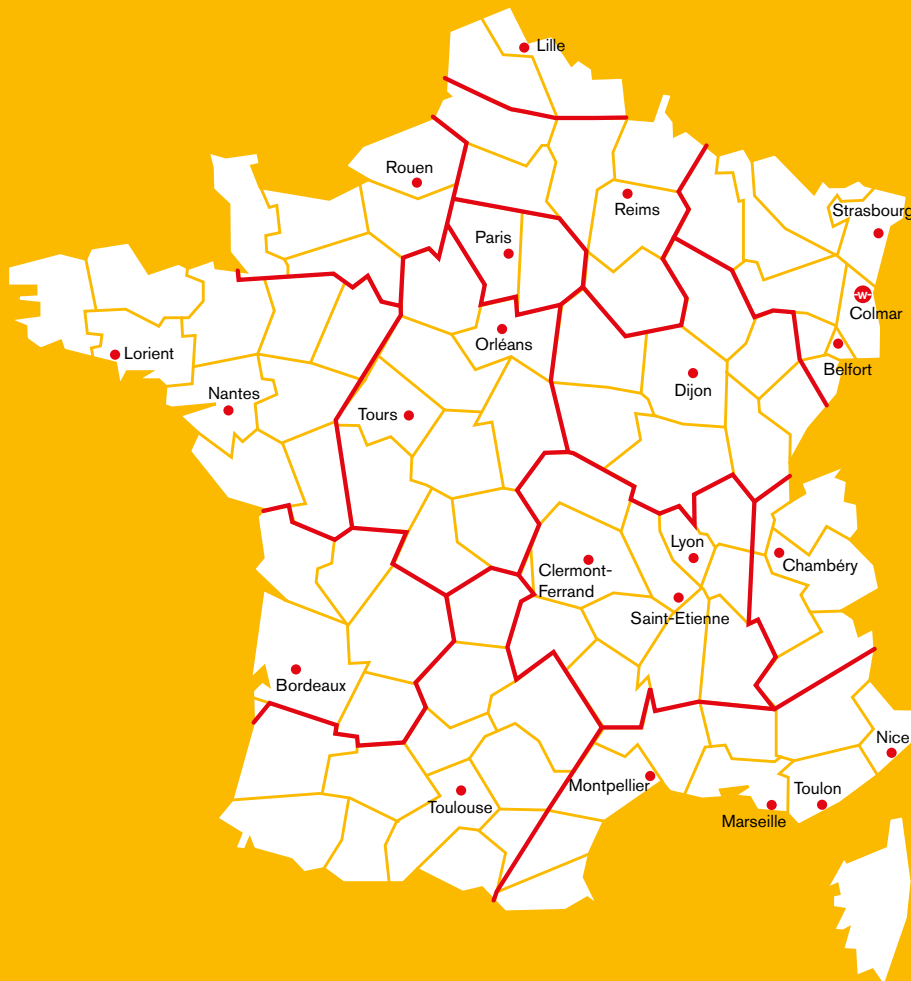 Lille
Rouen
Reims
Strasbourg
Paris
-W-
Colmar
Orléans
Lorient
Belfort
Nantes
Dijon
Tours
Lyon
Clermont-
Ferrand
Chambéry
Saint-Etienne
Bordeaux
Nice
Montpellier
Toulon
Toulouse
Marseille